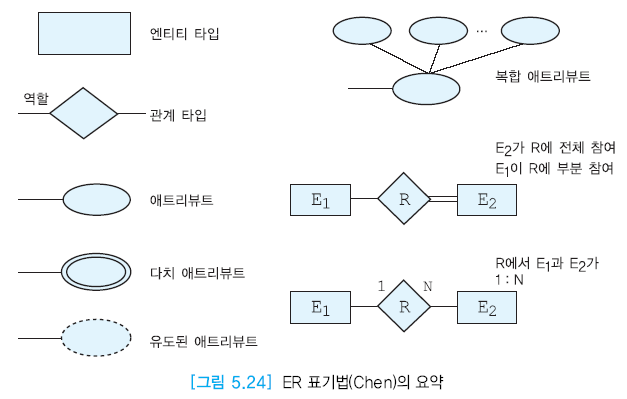 엔티티 타입
역할
관계 타입
애트리뷰트
다치 애트리뷰트
유도된 애트리뷰트
...
복합 애트리뷰트
E2가 R에 전체 참여
E1이 R에 부분 참여
E1
R
E2
R에서 E1과 E2가
1 : N
1
N
E1
R
E2
[그림 5.24] ER 표기법(Chen)의 요약